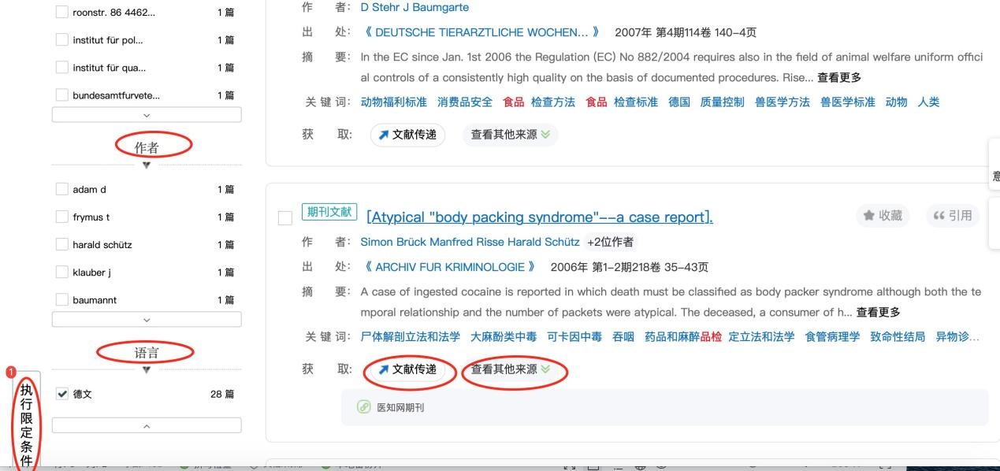 roonstr. 86 4462... 1 篇
institut für pol... 1 篇
institut für qua... 1 篇
bundesamtfurvete... 1 篇
作者
adam d 1 篇
frymus t 1 篇
harald schütz 1 篇
klauber j 1 篇
baumannt 1 篇
语言
德文 28 篇
1
执行限定条件
作 者: D Stehr J Baumgarte
出 处: 《 DEUTSCHE TIERARZTLICHE WOCHEN... 》 2007年 第4期114卷 140-4页
摘 要: In the EC since Jan. 1st 2006 the Regulation (EC) No 882/2004 requires also in the field of animal welfare uniform offici
al controls of a consistently high quality on the basis of documented procedures. Rise... 查看更多
关 键 词: 动物福利标准 消费品安全 食品 检查方法 食品 检查标准 德国 质量控制 兽医学方法 兽医学标准 动物 人类
获 取: 文献传递 查看其他来源
期刊文献 [Atypical "body packing syndrome"--a case report]. 收藏 引用
作 者: Simon Brück Manfred Risse Harald Schütz +2位作者
出 处: 《 ARCHIV FUR KRIMINOLOGIE 》 2006年 第1-2期218卷 35-43页
摘 要: A case of ingested cocaine is reported in which death must be classified as body packer syndrome although both the te
mporal relationship and the number of packets were atypical. The deceased, a consumer of h... 查看更多
关 键 词: 尸体解剖立法和法学 大麻酚类中毒 可卡因中毒 吞咽 药品和麻醉品检 定立法和法学 食管病理学 致命性结局 异物诊...
获 取: 文献传递 查看其他来源
医知网期刊
意